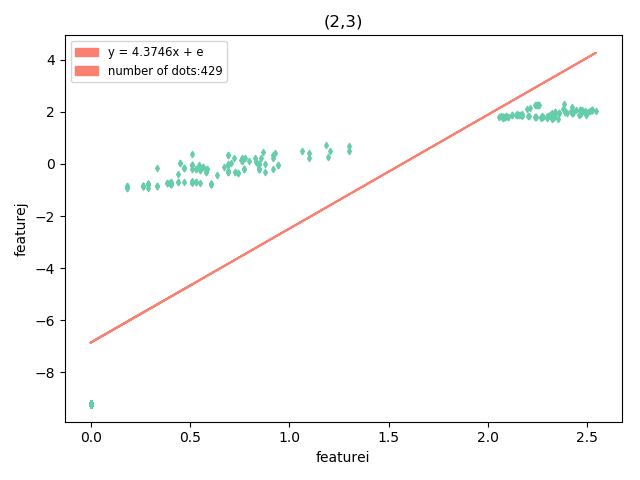 (2,3)
y = 4.3746x + e
number of dots:429
4
2
0
−2
−4
−6
−8
featurej
0.0 0.5 1.0 1.5 2.0 2.5
featurei